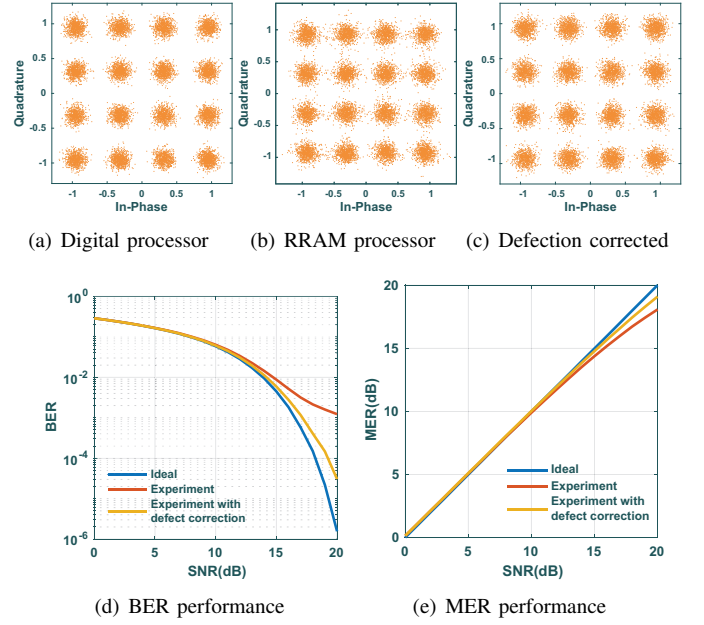 1
0.5
0
-0.5
-1
Quadrature
-1 -0.5 0 0.5 1
In-Phase
(a) Digital processor
1
0.5
0
-0.5
-1
Quadrature
-1 -0.5 0 0.5 1
In-Phase
(b) RRAM processor
1
0.5
0
-0.5
-1
Quadrature
-1 -0.5 0 0.5 1
In-Phase
(c) Defection corrected
10^0
10^-2
10^-4
10^-6
BER
Ideal
Experiment
Experiment with
defect correction
0 5 10 15 20
SNR(dB)
(d) BER performance
20
15
10
5
0
MER(dB)
Ideal
Experiment
Experiment with
defect correction
0 5 10 15 20
SNR(dB)
(e) MER performance